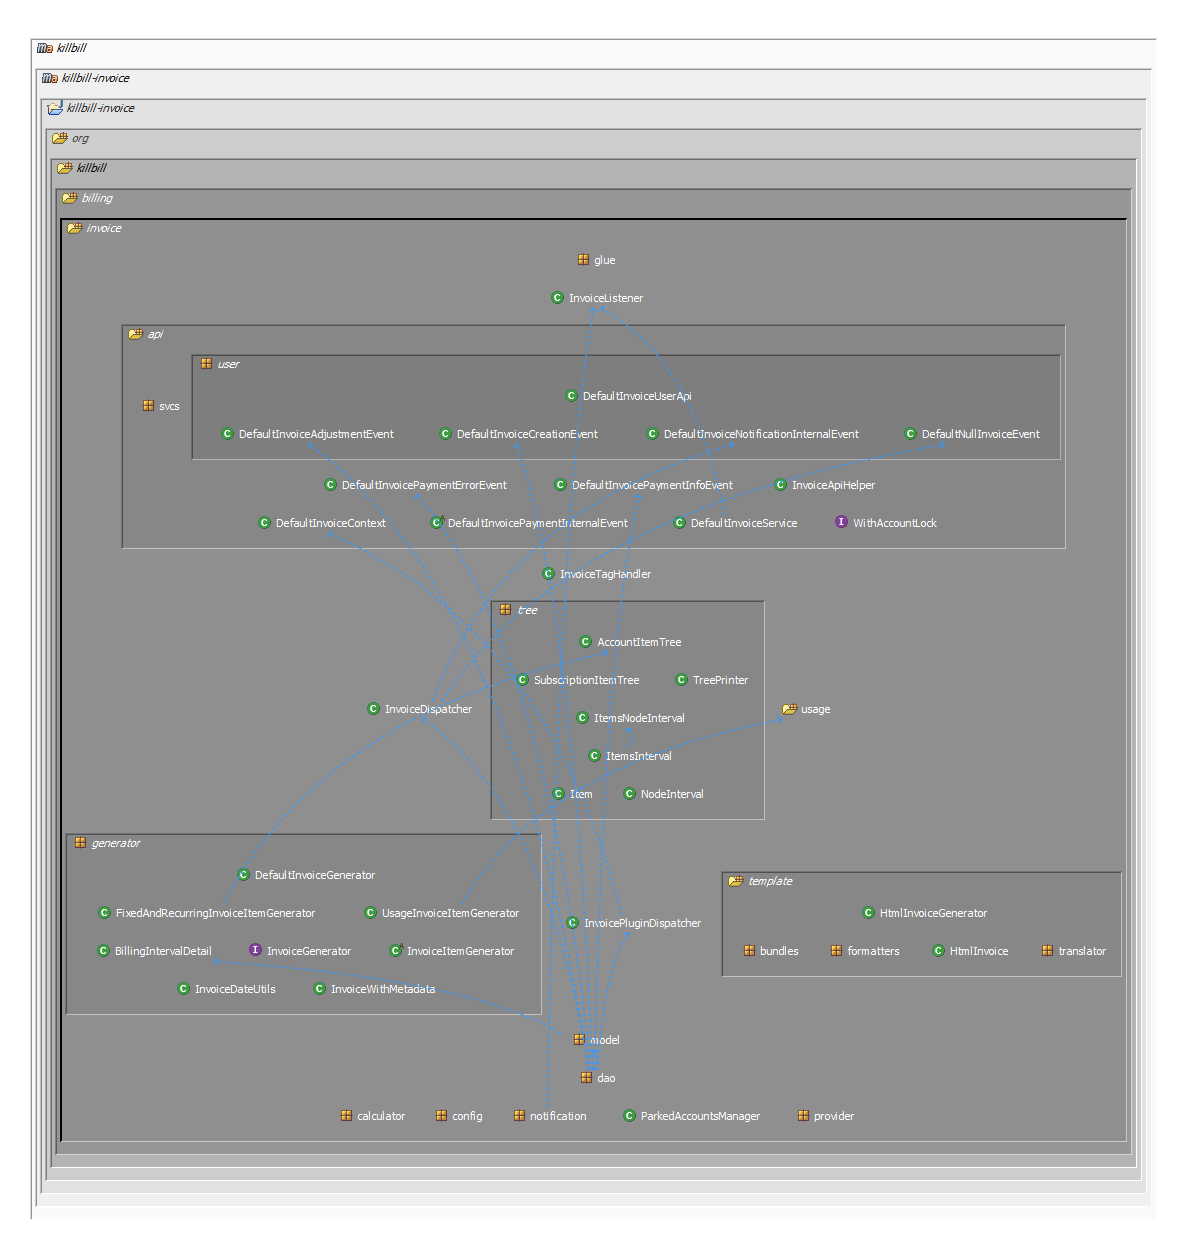 killbill
killbill-invoice
killbill-invoice
org
killbill
billing
invoice
glue
InvoiceListener
api
user
DefaultInvoiceUserApi
svcs
DefaultInvoiceAdjustmentEvent DefaultInvoiceCreationEvent DefaultInvoiceNotificationInternalEvent DefaultNullInvoiceEvent
DefaultInvoicePaymentErrorEvent DefaultInvoicePaymentInfoEvent InvoiceApiHelper
DefaultInvoiceContext DefaultInvoicePaymentInternalEvent DefaultInvoiceService WithAccountLock
InvoiceTagHandler
tree
AccountItemTree
SubscriptionItemTree TreePrinter
InvoiceDispatcher ItemsNodeInterval usage
ItemsInterval
Item NodeInterval
generator
DefaultInvoiceGenerator template
FixedAndRecurringInvoiceItemGenerator UsageInvoiceItemGenerator InvoicePluginDispatcher HtmlInvoiceGenerator
BillingIntervalDetail InvoiceGenerator InvoiceItemGenerator bundles formatters HtmlInvoice translator
InvoiceDateUtils InvoiceWithMetadata
model
dao
calculator config notification ParkedAccountsManager provider